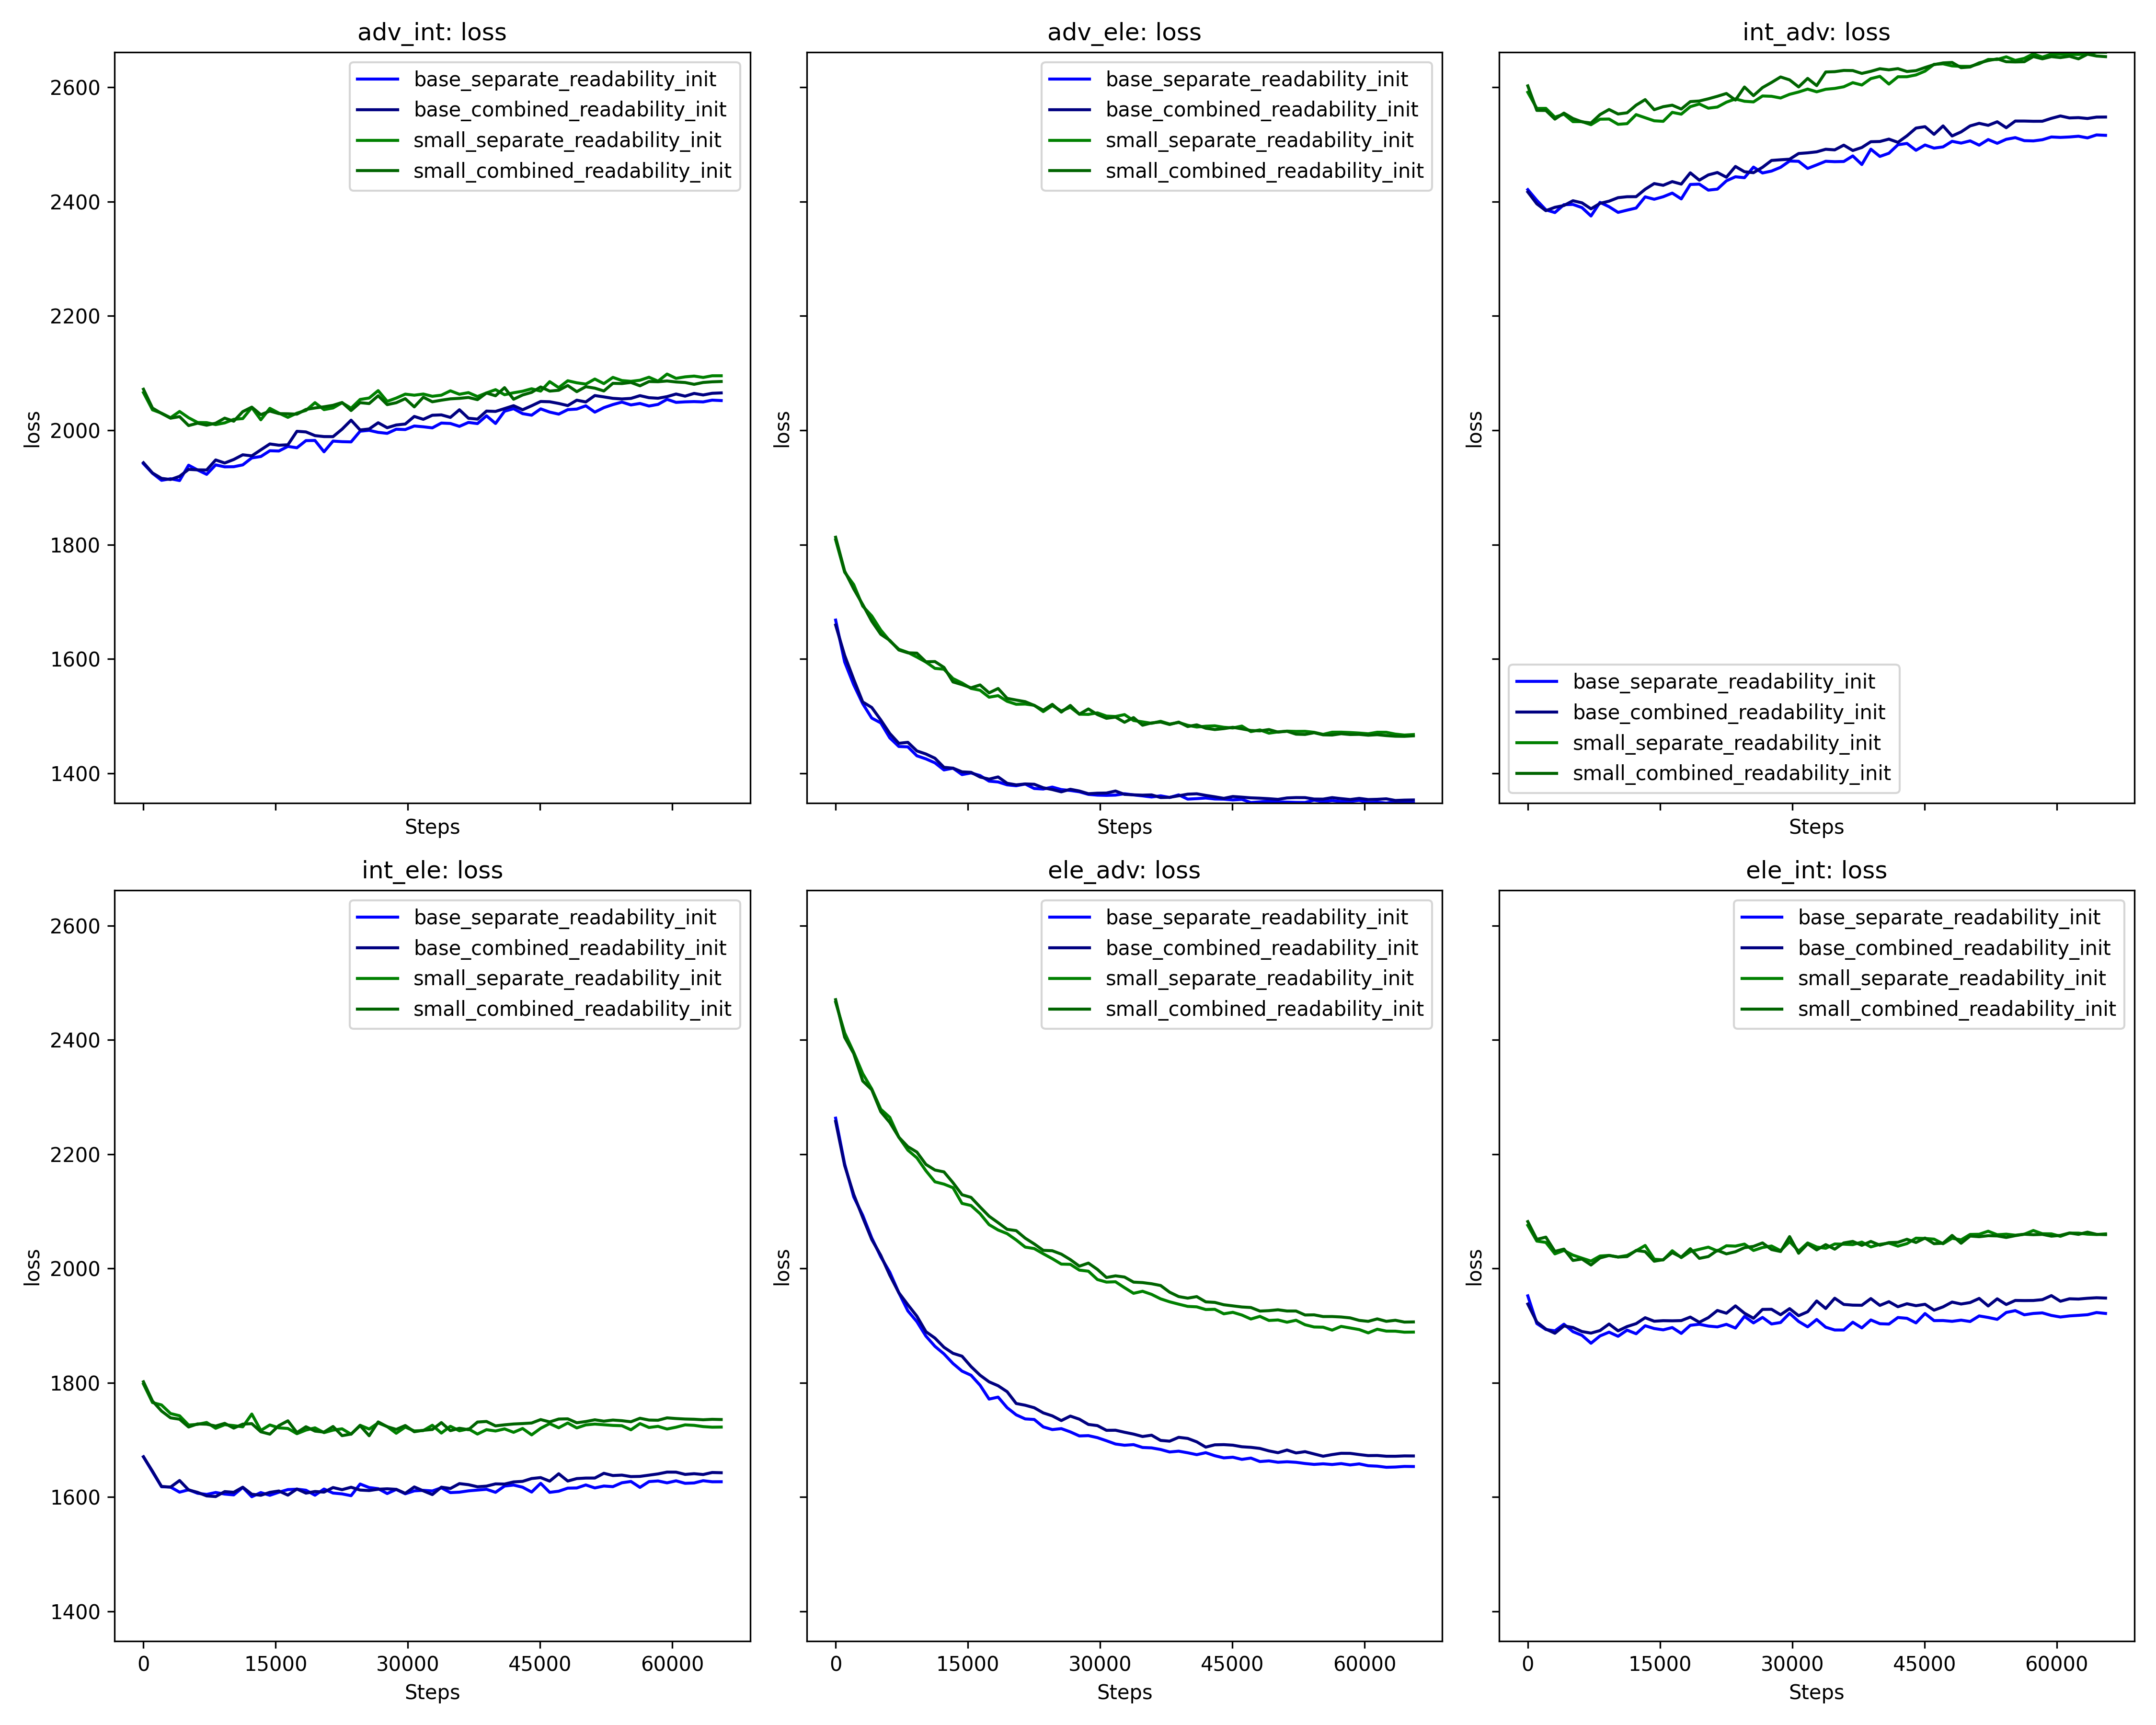 adv_int: loss
2600
2400
2200
2000
1800
1600
1400
loss
Steps
base_separate_readability_init
base_combined_readability_init
small_separate_readability_init
small_combined_readability_init
adv_ele: loss
loss
Steps
base_separate_readability_init
base_combined_readability_init
small_separate_readability_init
small_combined_readability_init
int_adv: loss
loss
Steps
base_separate_readability_init
base_combined_readability_init
small_separate_readability_init
small_combined_readability_init
int_ele: loss
2600
2400
2200
2000
1800
1600
1400
loss
base_separate_readability_init
base_combined_readability_init
small_separate_readability_init
small_combined_readability_init
0 15000 30000 45000 60000
Steps
ele_adv: loss
loss
base_separate_readability_init
base_combined_readability_init
small_separate_readability_init
small_combined_readability_init
0 15000 30000 45000 60000
Steps
ele_int: loss
loss
base_separate_readability_init
base_combined_readability_init
small_separate_readability_init
small_combined_readability_init
0 15000 30000 45000 60000
Steps